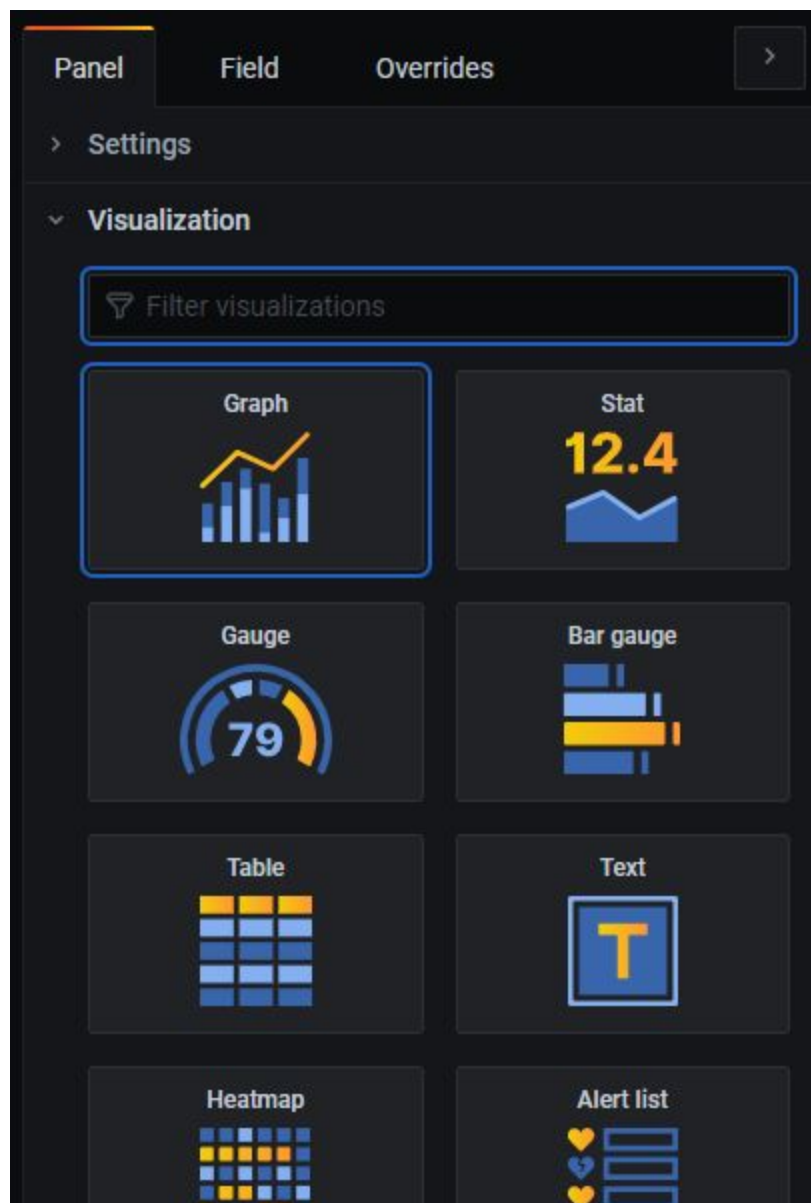 Panel Field Overrides
Settings
Visualization
Filter visualizations
Graph Stat
12.4
Gauge Bar gauge
79
Table Text
T
Heatmap Alert list